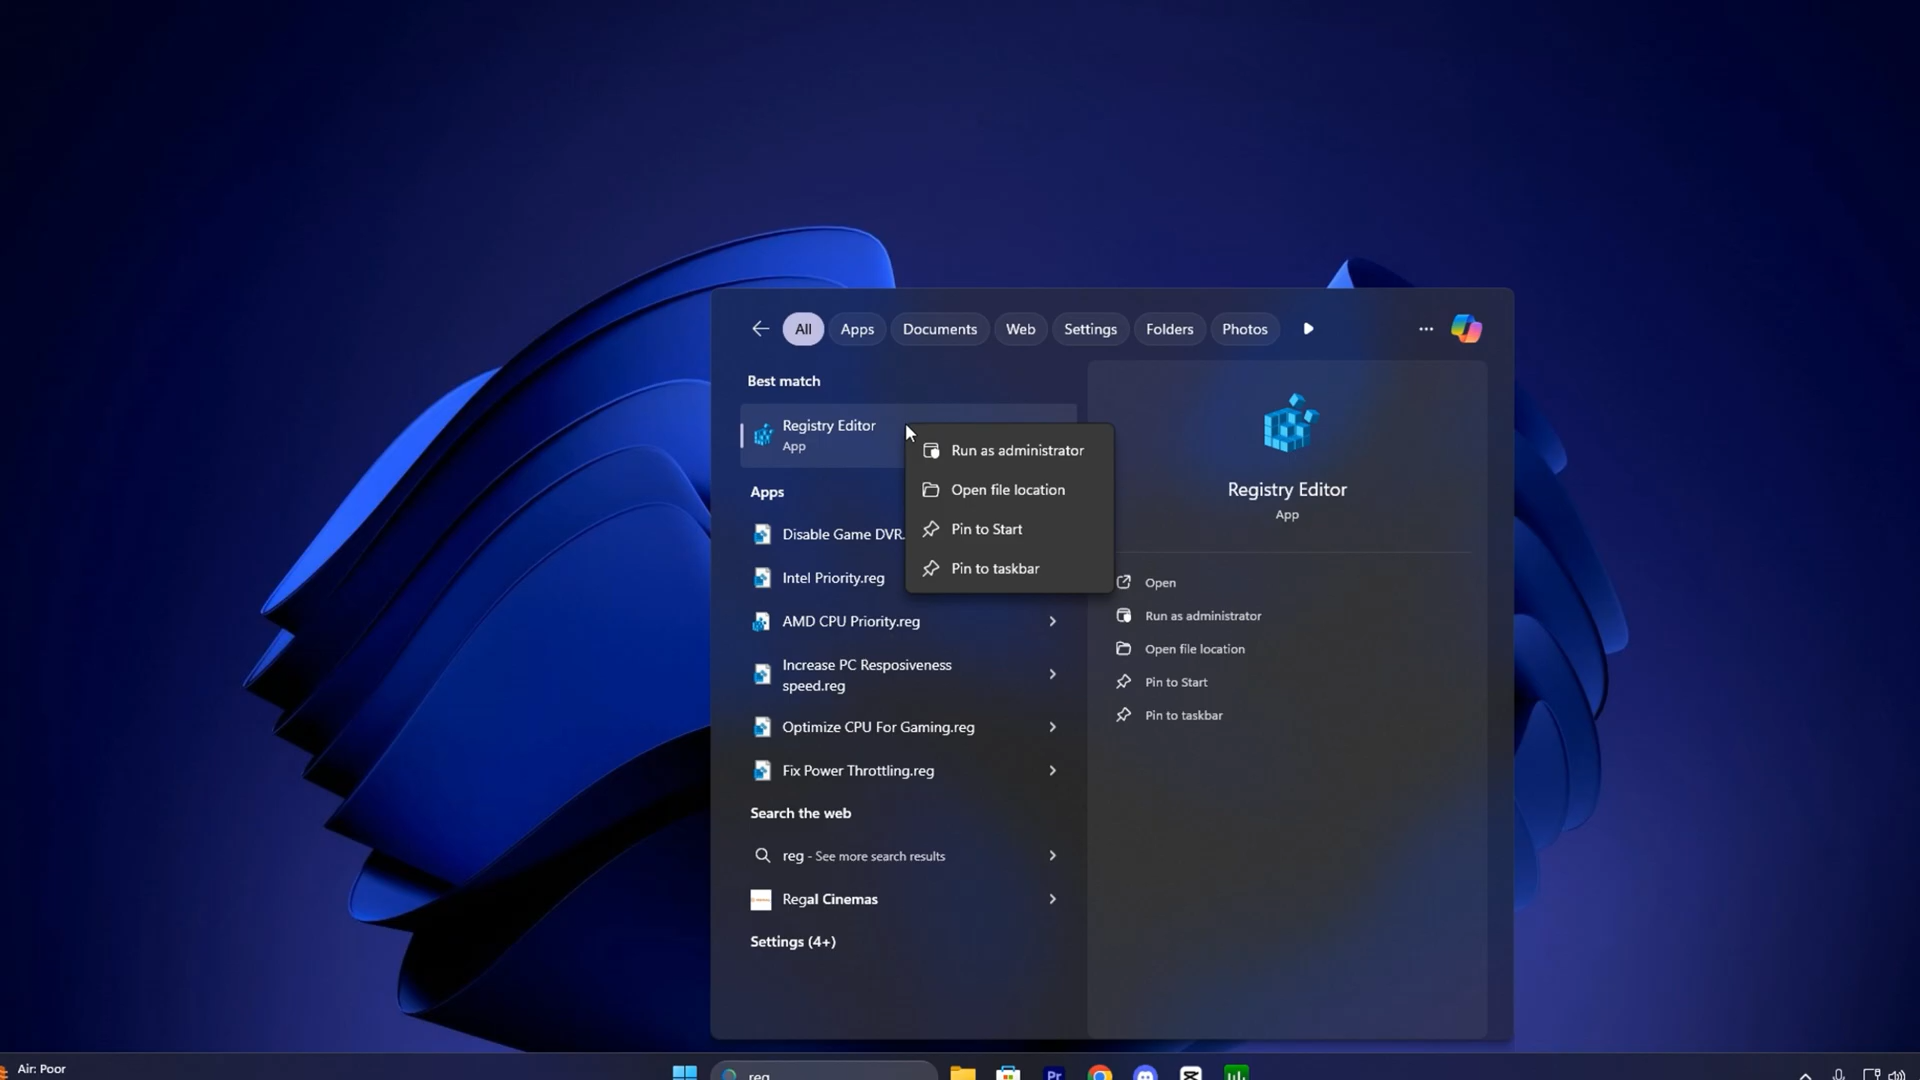 All
Apps
Documents
Web
Settings
Folders
Photos
Best match
Registry Editor
App
Run as administrator
Open file location
Pin to Start
Pin to taskbar
Apps
Disable Game DVR.
Intel Priority.reg
AMD CPU Priority.reg
Increase PC Resposiveness
speed.reg
Optimize CPU For Gaming.reg
Fix Power Throttling.reg
Search the web
reg - See more search results
Regal Cinemas
Settings (4+)
Registry Editor
App
Open
Run as administrator
Open file location
Pin to Start
Pin to taskbar
Air: Poor
reg
Pr